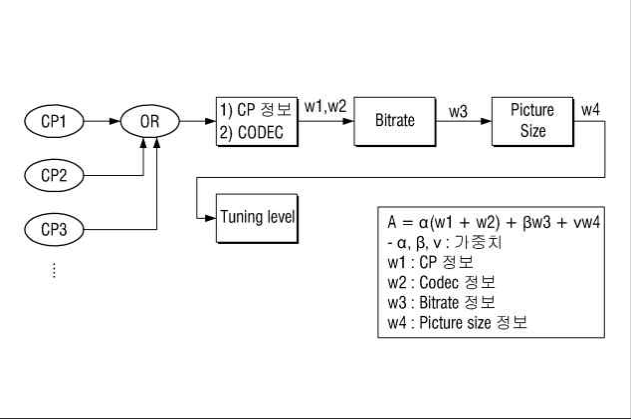 CP1
OR
1) CP 정보
2) CODEC
w1,w2
Bitrate
w3
Picture
Size
w4
CP2
CP3
Tuning level
A = α(w1 + w2) + βw3 + νw4
- α, β, ν : 가중치
w1 : CP 정보
w2 : Codec 정보
w3 : Bitrate 정보
w4 : Picture size 정보